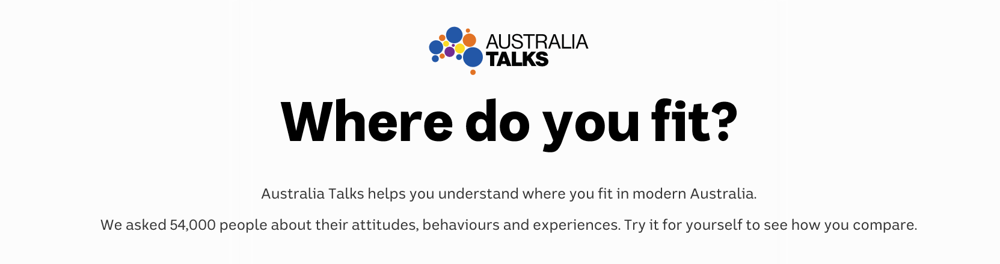 AUSTRALIA
TALKS
Where do you fit?
Australia Talks helps you understand where you fit in modern Australia.
We asked 54,000 people about their attitudes, behaviours and experiences. Try it for yourself to see how you compare.